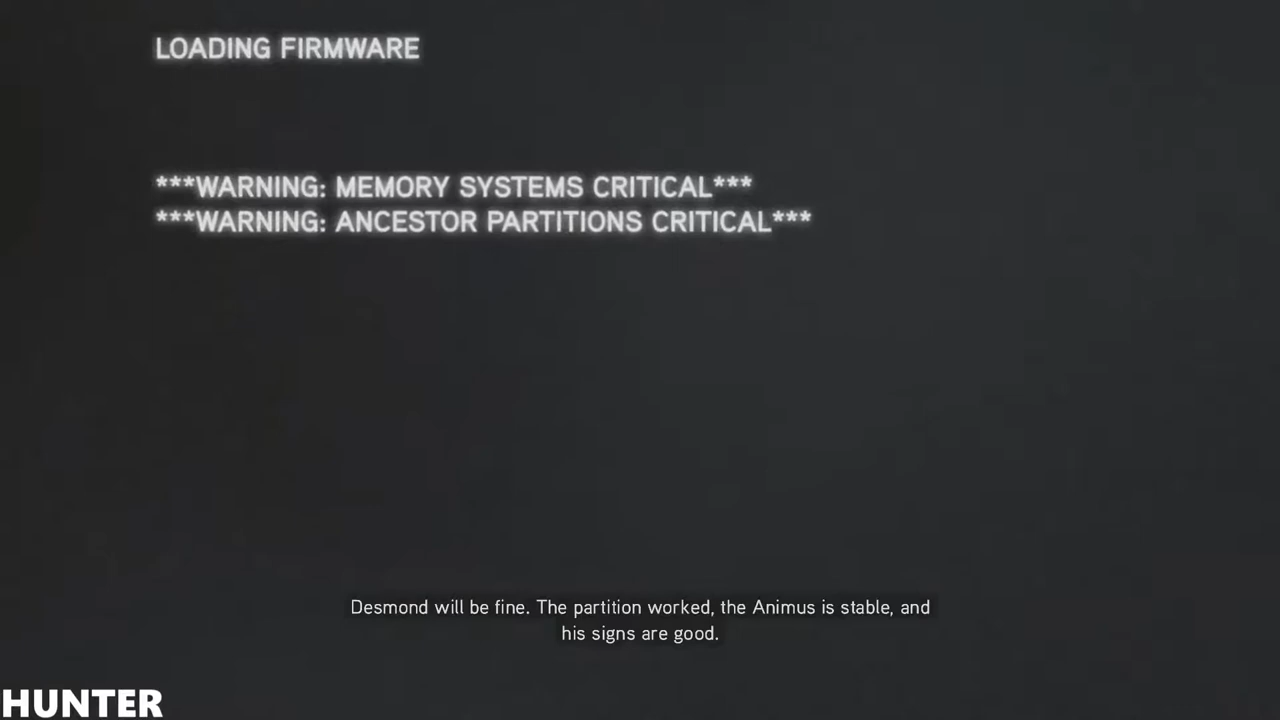 LOADING FIRMWARE
***WARNING: MEMORY SYSTEMS CRITICAL***
***WARNING: ANCESTOR PARTITIONS CRITICAL***
Desmond will be fine. The partition worked, the Animus is stable, and
his signs are good.
HUNTER